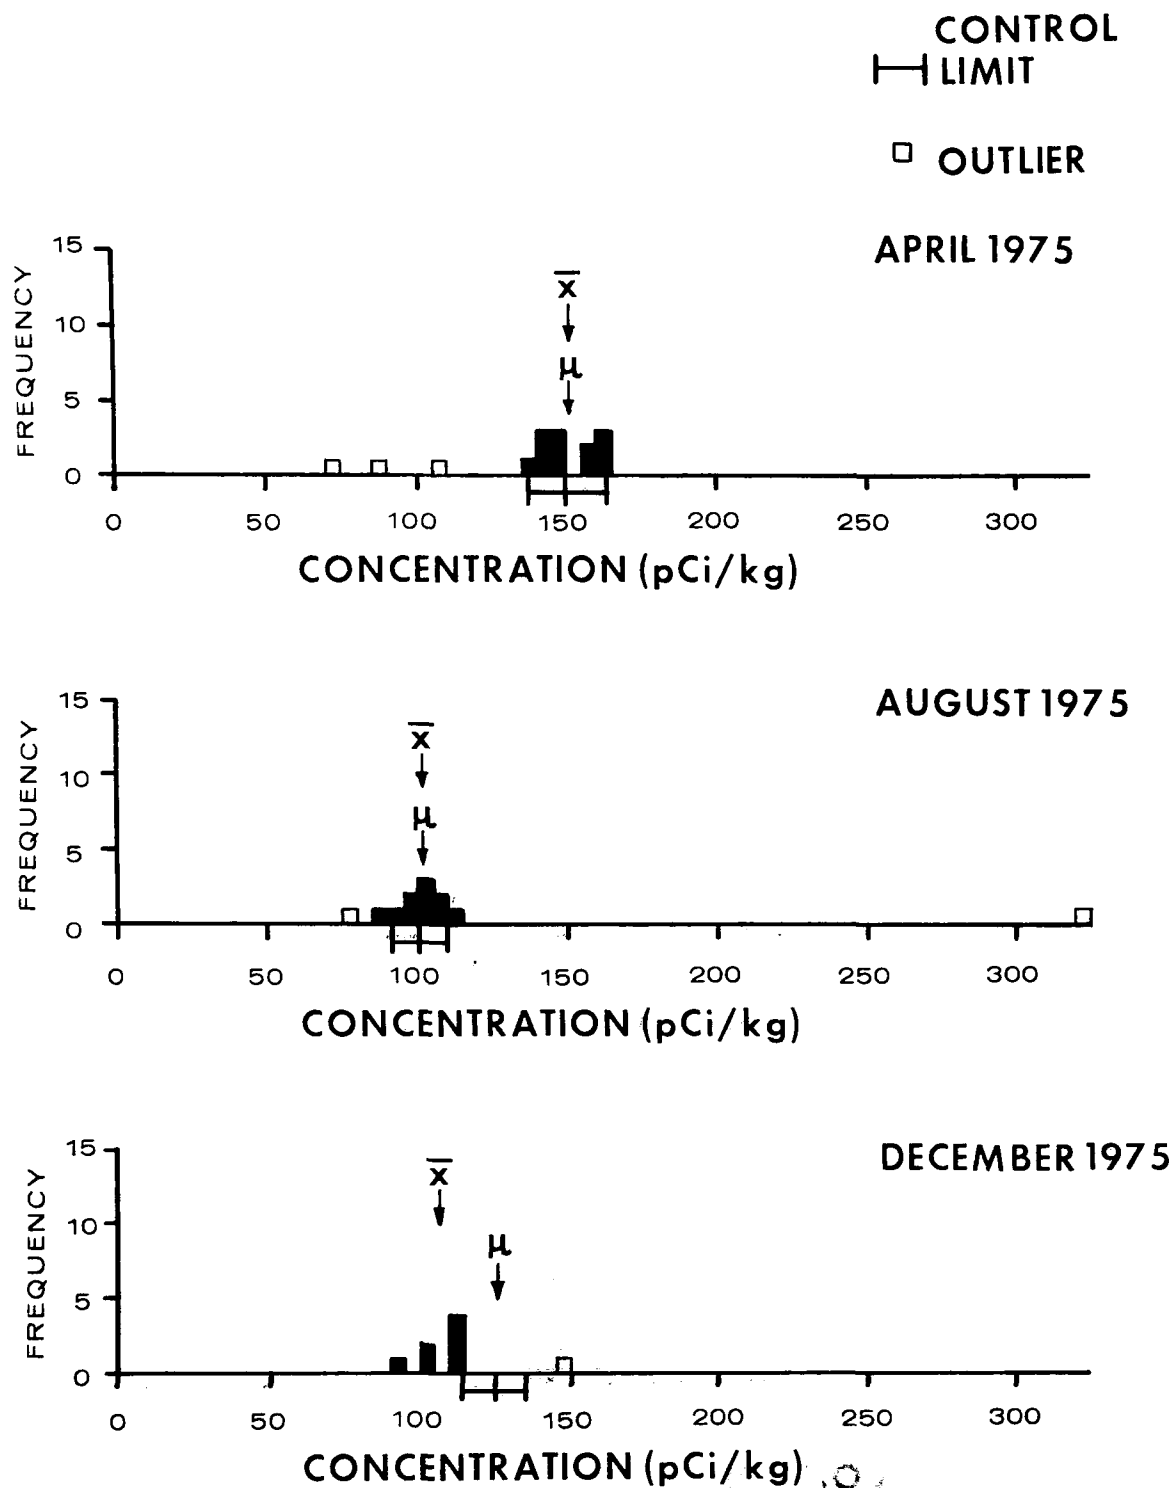 CONTROL
LIMIT
OUTLIER
APRIL 1975
FREQUENCY
15
10
5
0
x̄
μ
0 50 100 150 200 250 300
CONCENTRATION (pCi/kg)
AUGUST 1975
FREQUENCY
15
10
5
0
x̄
μ
0 50 100 150 200 250 300
CONCENTRATION (pCi/kg)
DECEMBER 1975
FREQUENCY
15
10
5
0
x̄
μ
0 50 100 150 200 250 300
CONCENTRATION (pCi/kg)